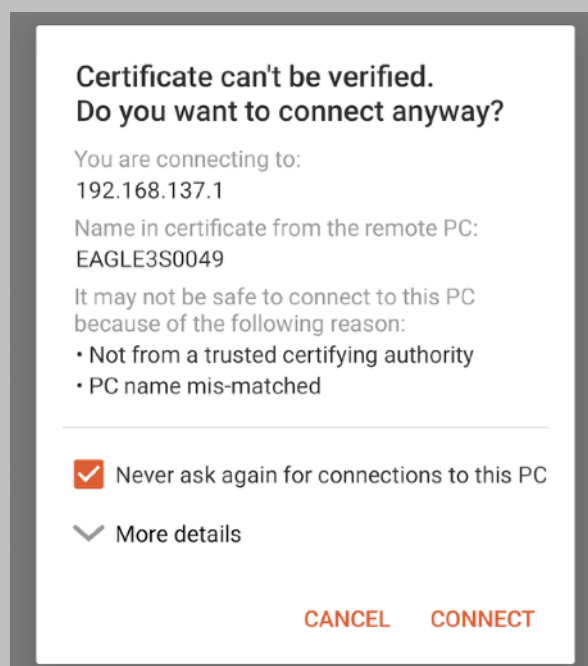 Certificate can't be verified.
Do you want to connect anyway?
You are connecting to:
192.168.137.1
Name in certificate from the remote PC:
EAGLE3S0049
It may not be safe to connect to this PC
because of the following reason:
• Not from a trusted certifying authority
• PC name mis-matched
Never ask again for connections to this PC
More details
CANCEL CONNECT